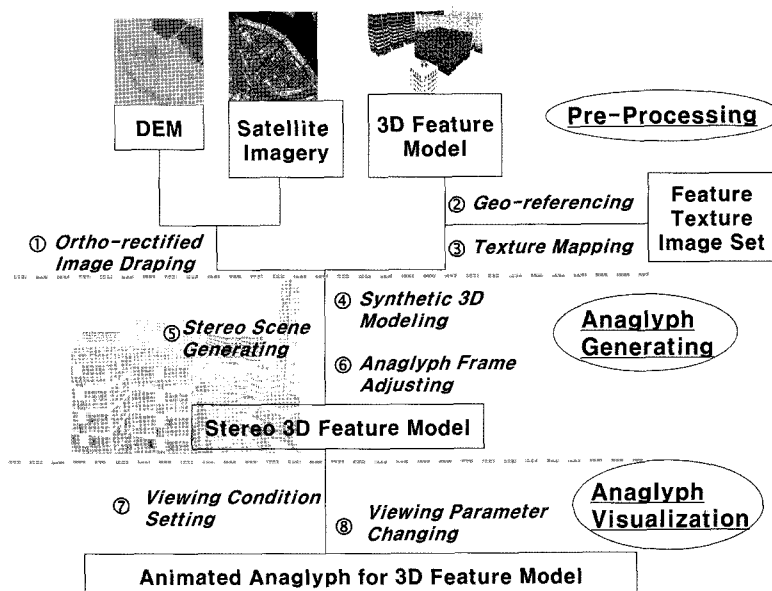 DEM
Satellite
Imagery
3D Feature
Model
Pre-Processing
② Geo-referencing
Feature
Texture
Image Set
① Ortho-rectified
Image Draping
③ Texture Mapping
④ Synthetic 3D
Modeling
⑤ Stereo Scene
Generating
Anaglyph
Generating
⑥ Anaglyph Frame
Adjusting
Stereo 3D Feature Model
⑦ Viewing Condition
Setting
⑧ Viewing Parameter
Changing
Anaglyph
Visualization
Animated Anaglyph for 3D Feature Model